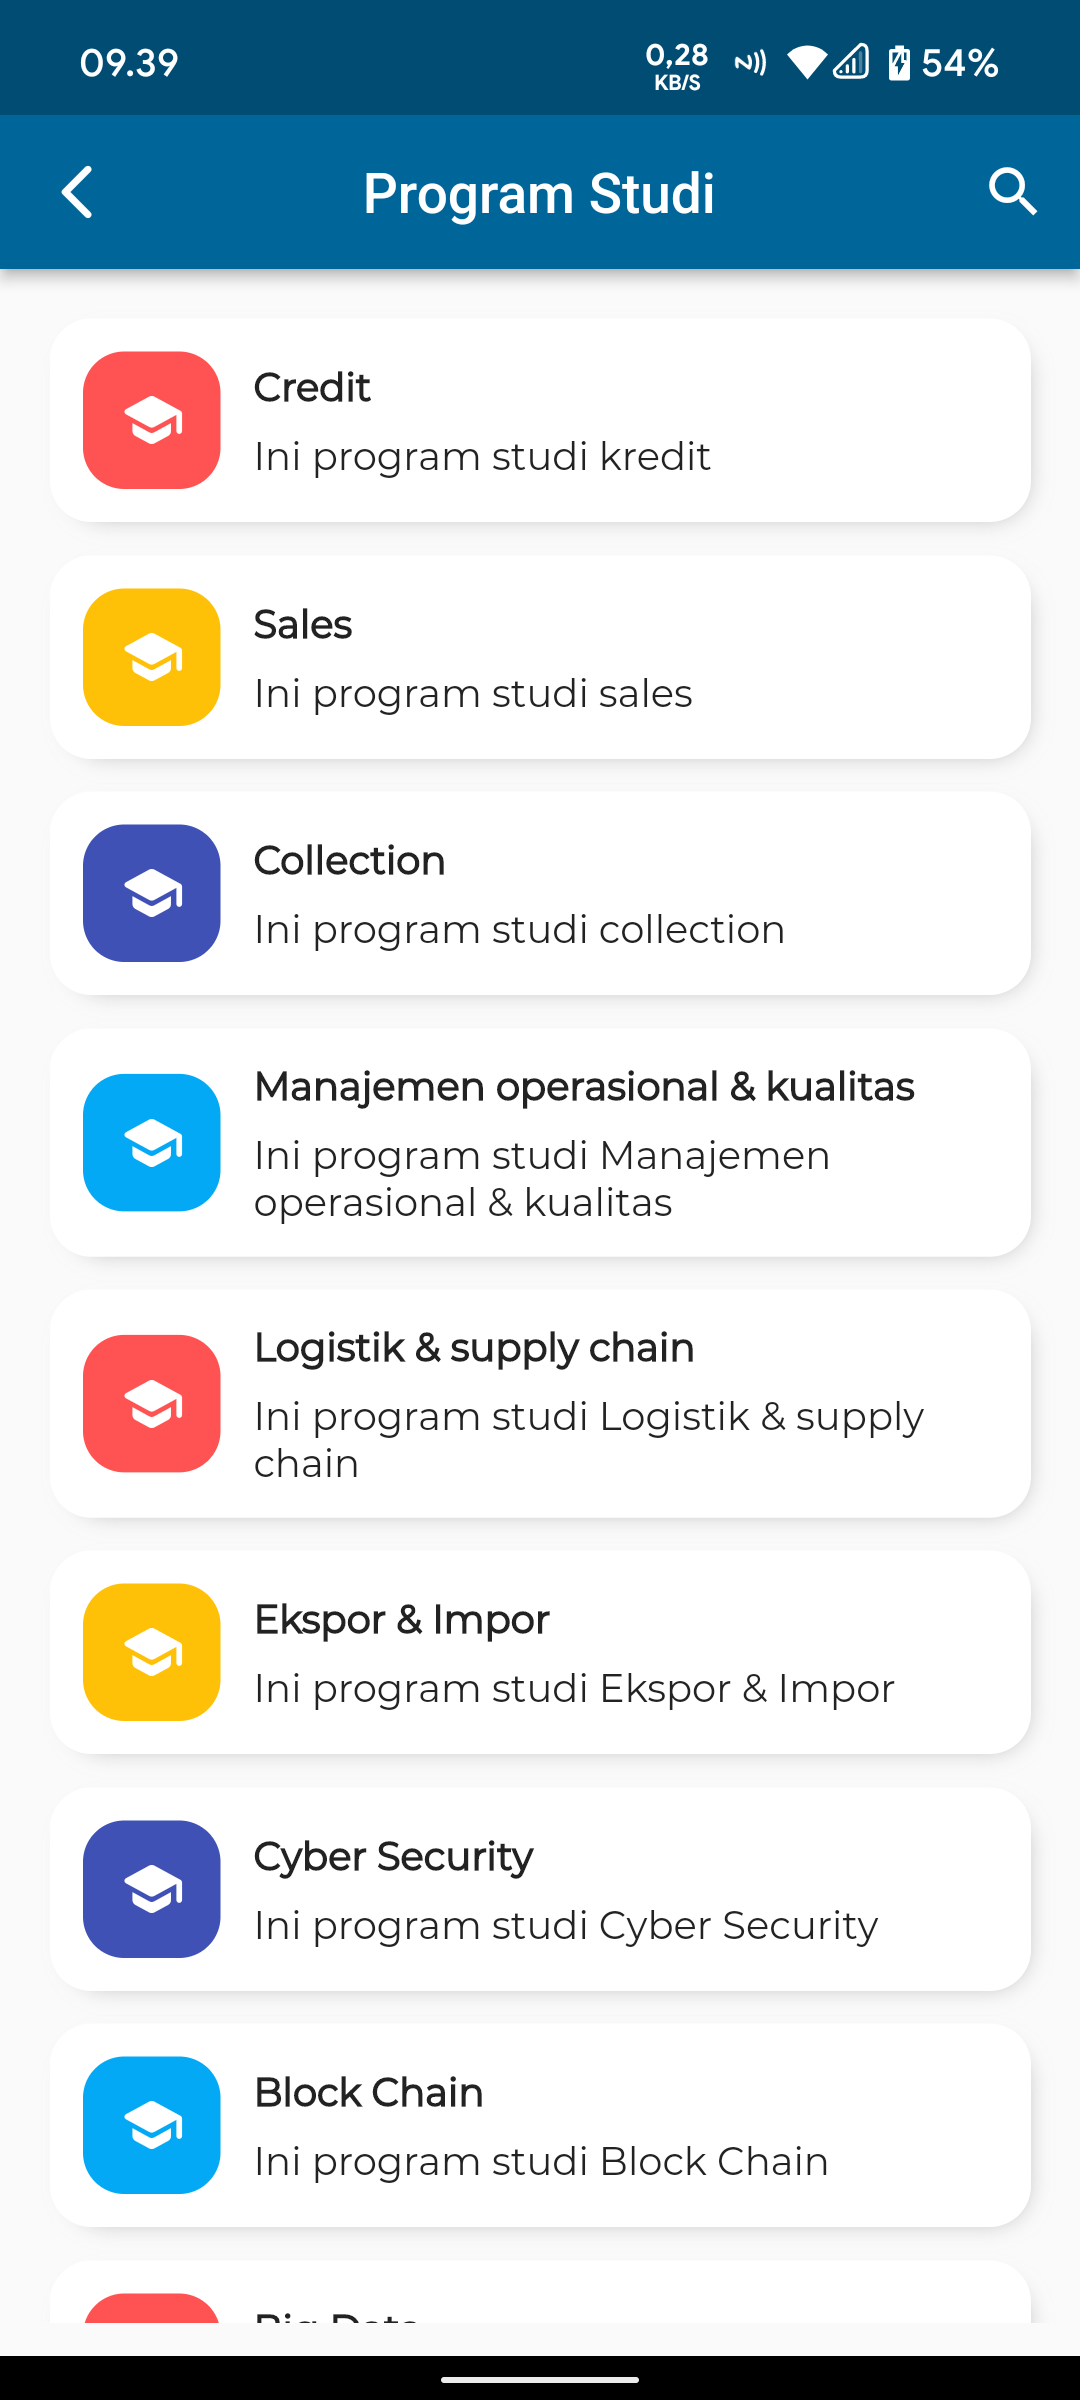 09.39
0,28
KB/S
54%
Program Studi
Credit
Ini program studi kredit
Sales
Ini program studi sales
Collection
Ini program studi collection
Manajemen operasional & kualitas
Ini program studi Manajemen
operasional & kualitas
Logistik & supply chain
Ini program studi Logistik & supply
chain
Ekspor & Impor
Ini program studi Ekspor & Impor
Cyber Security
Ini program studi Cyber Security
Block Chain
Ini program studi Block Chain
Big Data